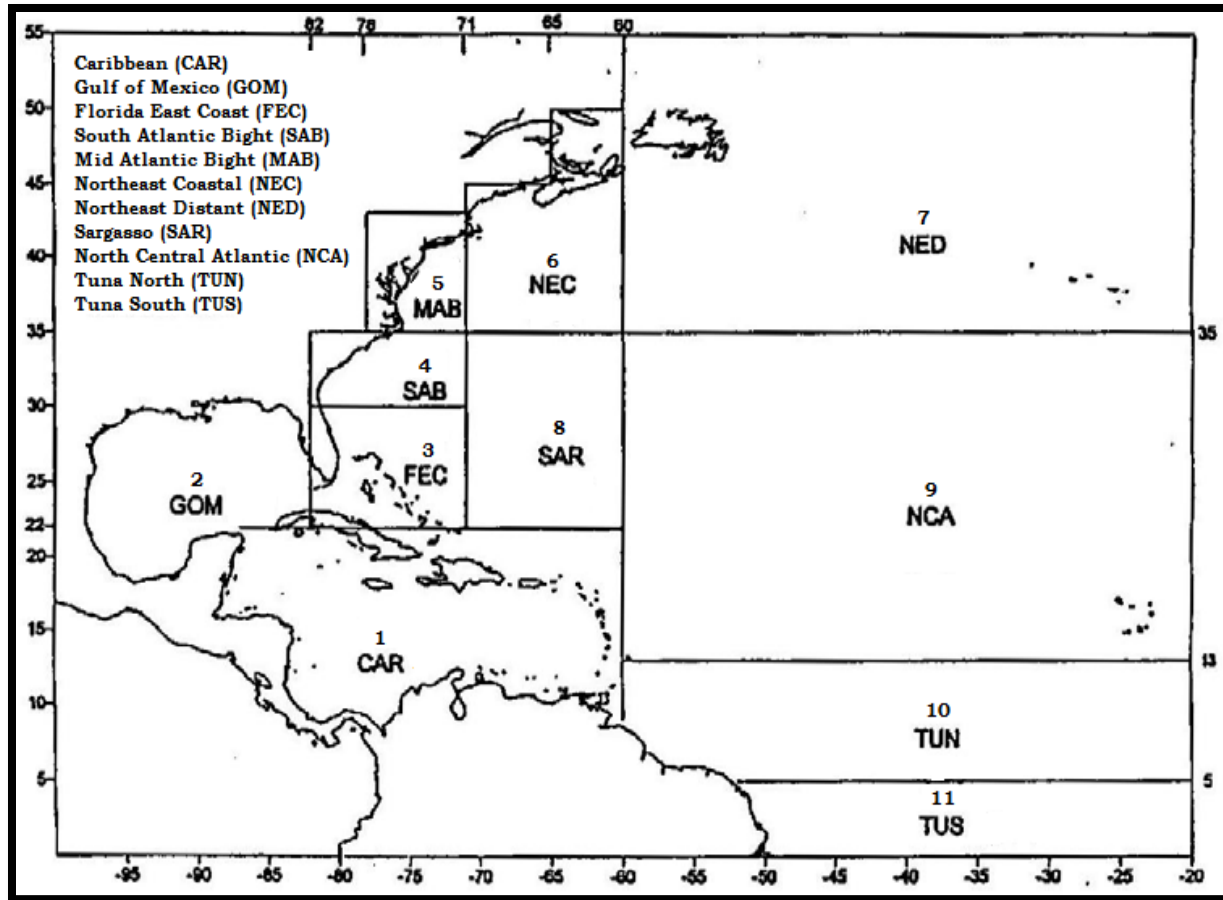 82 78 71 65 60
55
Caribbean (CAR)
Gulf of Mexico (GOM)
Florida East Coast (FEC)
South Atlantic Bight (SAB)
Mid Atlantic Bight (MAB)
Northeast Coastal (NEC)
Northeast Distant (NED)
Sargasso (SAR)
North Central Atlantic (NCA)
Tuna North (TUN)
Tuna South (TUS)
50
45
40
35
30
25
22
20
15
10
5
7
NED
6
NEC
5
MAB
35
4
SAB
8
SAR
3
FEC
2
GOM
9
NCA
1
CAR
13
10
TUN
5
11
TUS
-95 -90 -85 -80 -75 -70 -65 -60 -55 -50 -45 -40 -35 -30 -25 -20